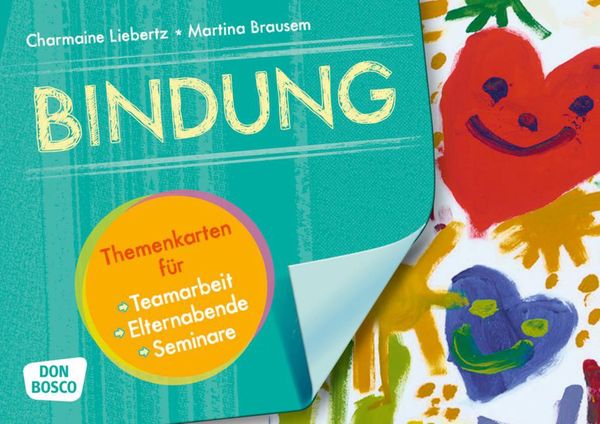 Charmaine Liebertz * Martina Brausem
BINDUNG
Themenkarten
für
Teamarbeit
Elternabende
Seminare
DON
BOSCO